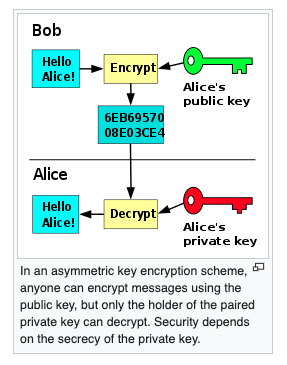 Bob
Hello
Alice!
Encrypt
Alice's
public key
6EB69570
08E03CE4
Alice
Hello
Alice!
Decrypt
Alice's
private key
In an asymmetric key encryption scheme,
anyone can encrypt messages using the
public key, but only the holder of the paired
private key can decrypt. Security depends
on the secrecy of the private key.